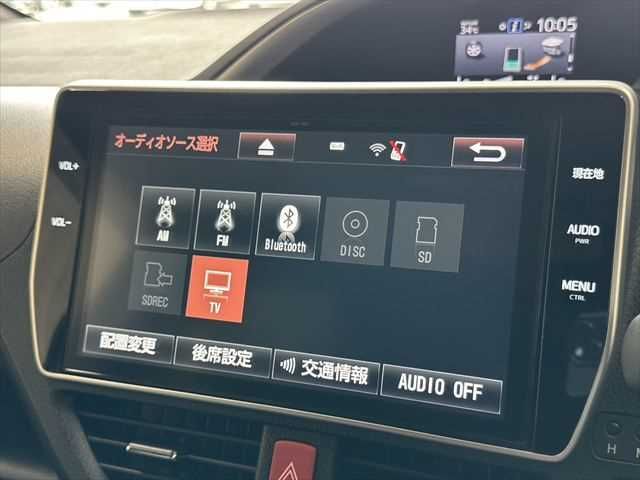 34℃
10:05
オーディオソース選択
VOL+
現在地
AM
FM
Bluetooth
DISC
SD
VOL-
AUDIO
PWR
SDREC
TV
MENU
CTRL
配置変更
後席設定
交通情報
AUDIO OFF
H